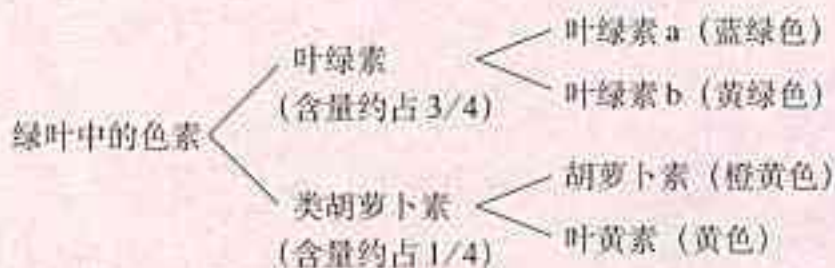 绿叶中的色素
叶绿素
(含量约占3/4)
叶绿素a（蓝绿色）
叶绿素b（黄绿色）
类胡萝卜素
(含量约占1/4)
胡萝卜素（橙黄色）
叶黄素（黄色）